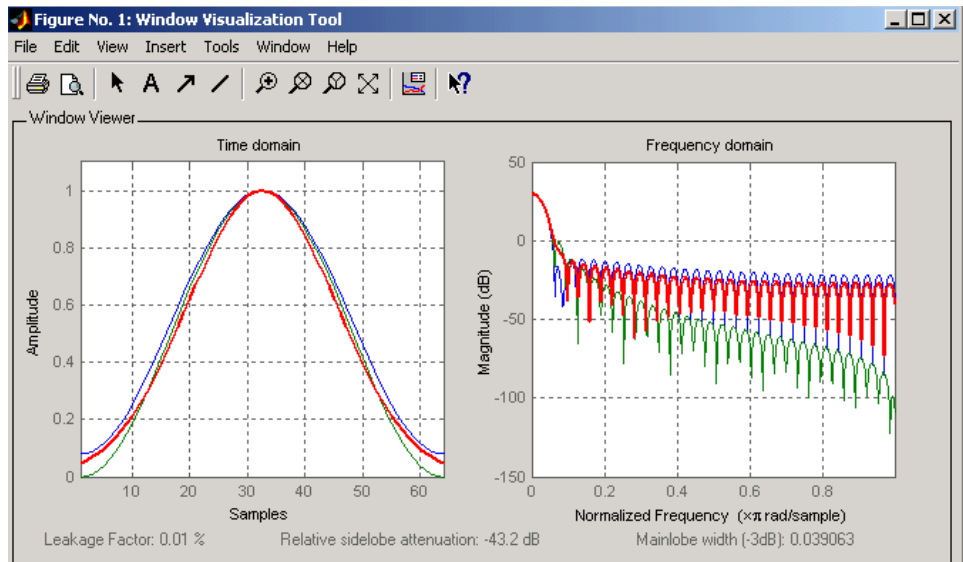 Figure No. 1: Window Visualization Tool
File Edit View Insert Tools Window Help
A
Window Viewer
Time domain
Frequency domain
1
0.8
0.6
0.4
0.2
0
Amplitude
10 20 30 40 50 60
Samples
50
0
-50
-100
-150
Magnitude (dB)
0 0.2 0.4 0.6 0.8
Normalized Frequency (×π rad/sample)
Leakage Factor: 0.01 % Relative sidelobe attenuation: -43.2 dB Mainlobe width (-3dB): 0.039063